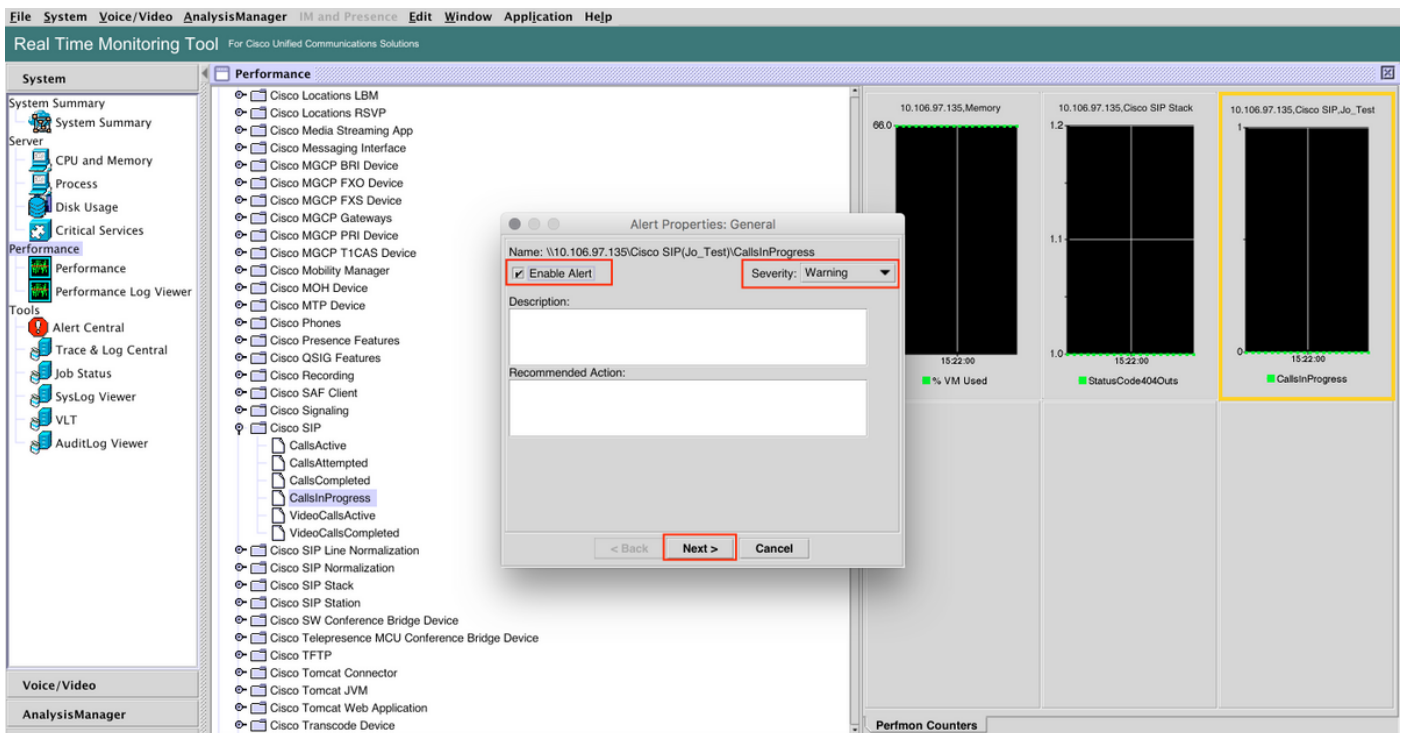 File System Voice/Video AnalysisManager IM and Presence Edit Window Application Help
Real Time Monitoring Tool For Cisco Unified Communications Solutions
System
System Summary
System Summary
Server
CPU and Memory
Process
Disk Usage
Critical Services
Performance
Performance
Performance Log Viewer
Tools
Alert Central
Trace & Log Central
Job Status
SysLog Viewer
VLT
AuditLog Viewer
Voice/Video
AnalysisManager
Performance
Cisco Locations LBM
Cisco Locations RSVP
Cisco Media Streaming App
Cisco Messaging Interface
Cisco MGCP BRI Device
Cisco MGCP FXO Device
Cisco MGCP FXS Device
Cisco MGCP Gateways
Cisco MGCP PRI Device
Cisco MGCP T1CAS Device
Cisco Mobility Manager
Cisco MOH Device
Cisco MTP Device
Cisco Phones
Cisco Presence Features
Cisco QSIG Features
Cisco Recording
Cisco SAF Client
Cisco Signaling
Cisco SIP
CallsActive
CallsAttempted
CallsCompleted
CallsInProgress
VideoCallsActive
VideoCallsCompleted
Cisco SIP Line Normalization
Cisco SIP Normalization
Cisco SIP Stack
Cisco SIP Station
Cisco SW Conference Bridge Device
Cisco Telepresence MCU Conference Bridge Device
Cisco TFTP
Cisco Tomcat Connector
Cisco Tomcat JVM
Cisco Tomcat Web Application
Cisco Transcode Device
Alert Properties: General
Name: \\10.106.97.135\Cisco SIP(Jo_Test)\CallsInProgress
Enable Alert
Severity: Warning
Description:
Recommended Action:
< Back Next > Cancel
10.106.97.135,Memory
66.0
15:22:00
% VM Used
10.106.97.135,Cisco SIP Stack
1.2
1.1
1.0
15:22:00
StatusCode404Outs
10.106.97.135,Cisco SIP,Jo_Test
1
0
15:22:00
CallsInProgress
Perfmon Counters